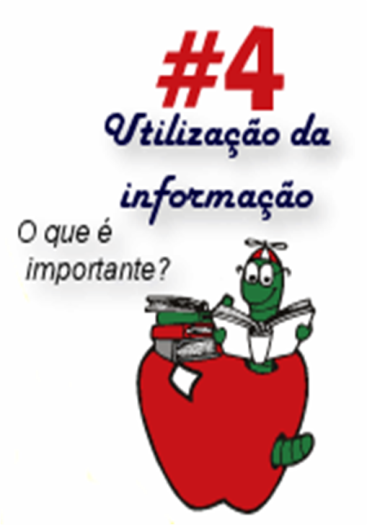 #4
Utilização da
informação
O que é
importante?